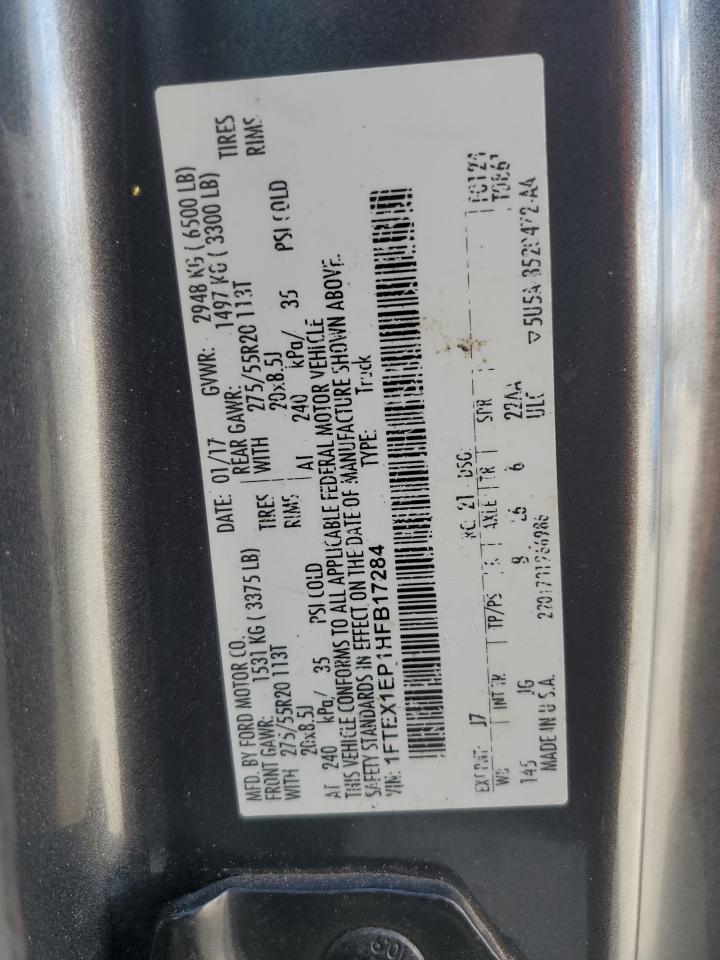 MFD. BY FORD MOTOR CO.
DATE: 01/17 GVWR: 2948 KG ( 6500 LB)
FRONT GAWR: 1531 KG ( 3375 LB) REAR GAWR: 1497 KG ( 3300 LB)
WITH 275/55R20 113T TIRES WITH 275/55R20 113T TIRES
20x8.5J RIMS 20x8.5J RIMS
AT 240 kPa/ 35 PSI COLD AT 240 kPa/ 35 PSI COLD
THIS VEHICLE CONFORMS TO ALL APPLICABLE FEDERAL MOTOR VEHICLE
SAFETY STANDARDS IN EFFECT ON THE DATE OF MANUFACTURE SHOWN ABOVE.
VIN: 1FTEX1EP1HFB17284 TYPE: Truck
EXT PNT: J7 RC: 21 DSO:
WB INT TR TP/PS R AXLE TR SPR
145 JG 6 22AA
MADE IN U.S.A. ULC